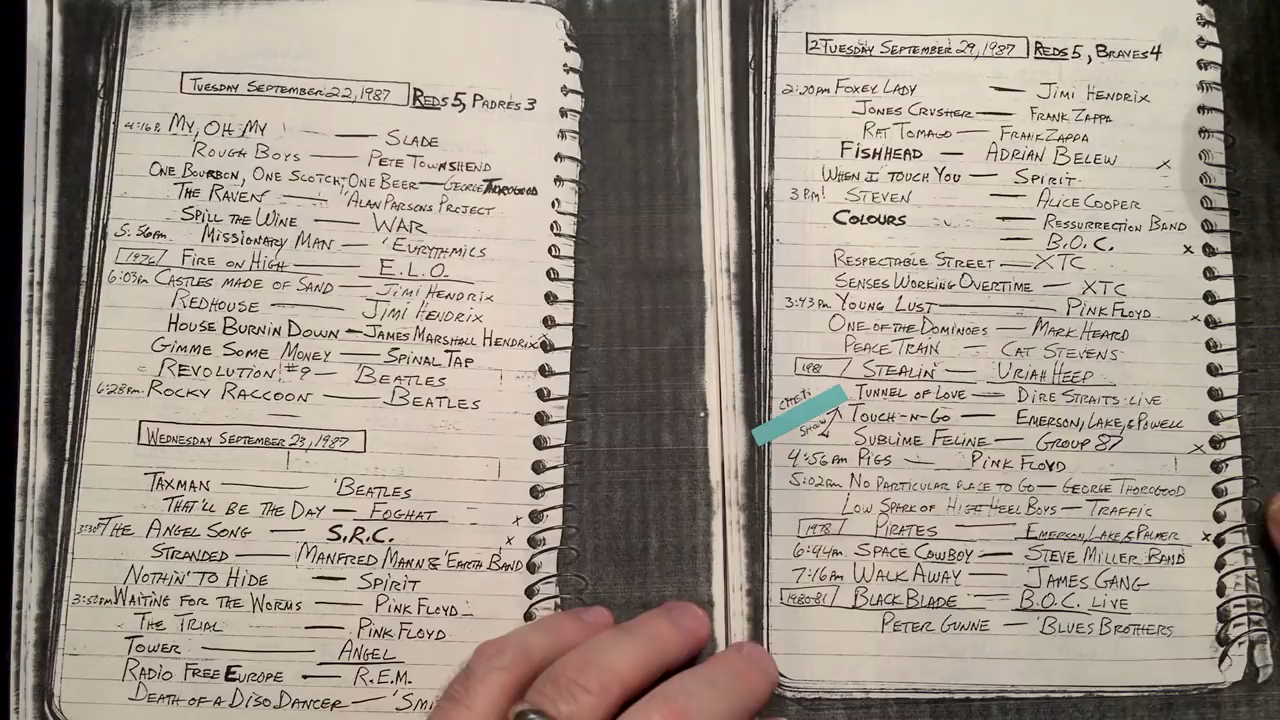 TUESDAY SEPTEMBER 22, 1987 REDS 5, PADRES 3
4:16P. MY, OH MY — SLADE
ROUGH BOYS — PETE TOWNSHEND
ONE BOURBON, ONE SCOTCH, ONE BEER — GEORGE THOROGOOD
THE RAVEN — 'ALAN PARSONS PROJECT
SPILL THE WINE — WAR
5:56PM MISSIONARY MAN — 'EURYTHMICS
1976 / FIRE ON HIGH — E.L.O.
6:03PM CASTLES MADE OF SAND — JIMI HENDRIX
REDHOUSE — JIMI HENDRIX
HOUSE BURNIN DOWN — JAMES MARSHALL HENDRIX x
GIMME SOME MONEY — SPINAL TAP
REVOLUTION #9 — 'BEATLES
6:28PM ROCKY RACCOON — BEATLES
WEDNESDAY SEPTEMBER 23, 1987
TAXMAN — 'BEATLES
THAT'LL BE THE DAY — FOGHAT x
3:30P THE ANGEL SONG — S.R.C. x
STRANDED — MANFRED MANN'S EARTH BAND
NOTHIN' TO HIDE — SPIRIT
3:50PM WAITING FOR THE WORMS — PINK FLOYD
THE TRIAL — PINK FLOYD
TOWER — ANGEL
RADIO FREE EUROPE — R.E.M.
DEATH OF A DISO DANCER — 'SMI
TUESDAY SEPTEMBER 29, 1987 REDS 5, BRAVES 4
2:20PM FOXEY LADY — JIMI HENDRIX
JONES CRUSHER — FRANK ZAPPA
RAT TOMAGO — FRANK ZAPPA
FISHHEAD — ADRIAN BELEW x
WHEN I TOUCH YOU — SPIRIT
3 P.M! STEVEN — ALICE COOPER
COLOURS — RESSURRECTION BAND
— B.O.C. x
RESPECTABLE STREET — XTC
SENSES WORKING OVERTIME — XTC
3:43PM YOUNG LUST — PINK FLOYD x
ONE OF THE DOMINOES — MARK HEARD
PEACE TRAIN — CAT STEVENS
1981 / STEALIN' — URIAH HEEP
TUNNEL OF LOVE — DIRE STRAITS LIVE
SHOW TOUCH-N-GO — EMERSON, LAKE, & POWELL
SUBLIME FELINE — GROUP 87 x
4:56PM PIGS — PINK FLOYD
5:02PM NO PARTICULAR PLACE TO GO — GEORGE THOROGOOD
LOW SPARK OF HIGH HEEL BOYS — TRAFFIC
1978 / PIRATES — EMERSON, LAKE & PALMER x
6:44PM. SPACE COWBOY — STEVE MILLER BAND
7:16PM WALK AWAY — JAMES GANG
1980-81 BLACK BLADE — B.O.C. LIVE
PETER GUNNE — 'BLUES BROTHERS